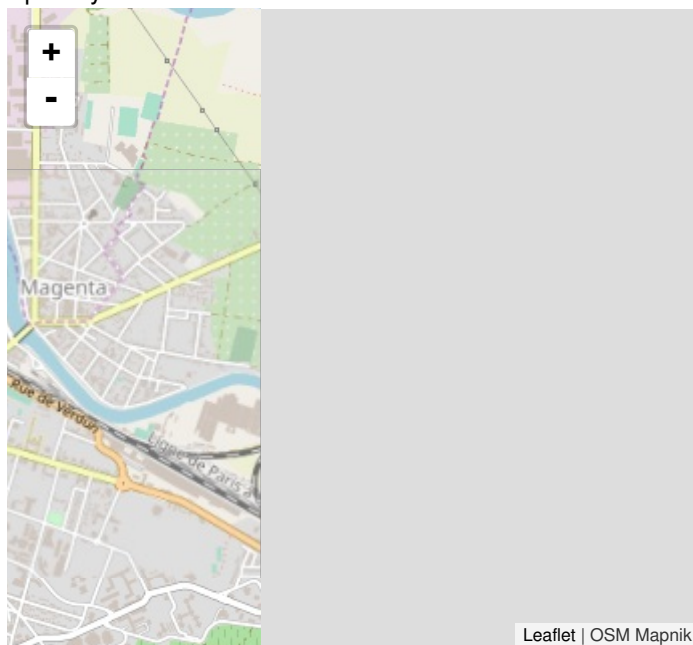 +
-
Magenta
Rue de Verdun
Ligne de Paris à
Leaflet | OSM Mapnik